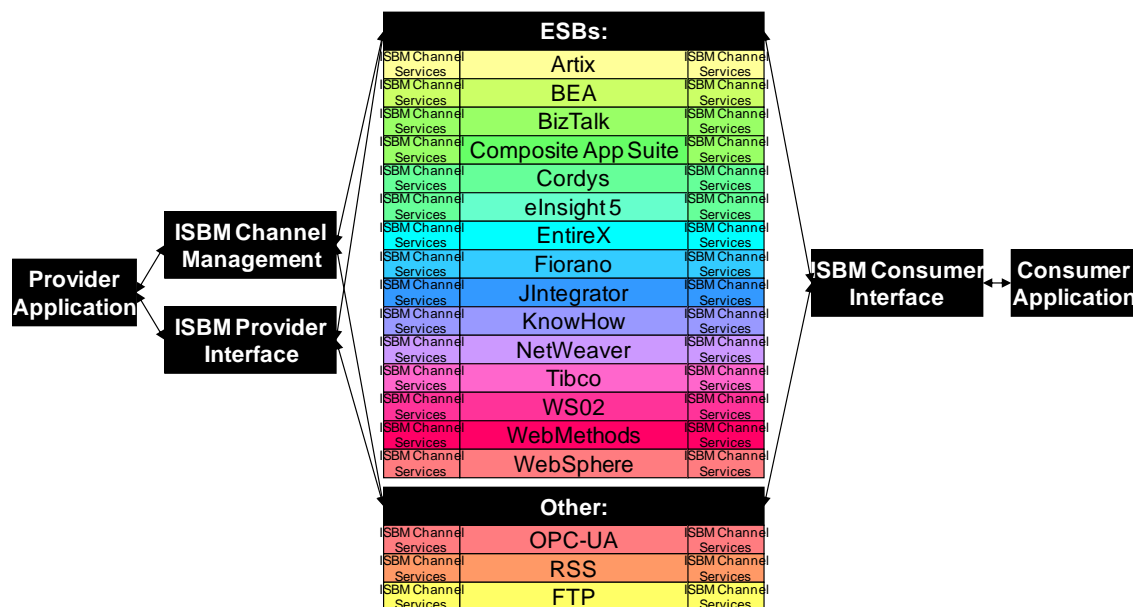 Provider
Application
ISBM Channel
Management
ISBM Provider
Interface
ESBs:
ISBM Channel
Services
Artix
ISBM Channel
Services
ISBM Channel
Services
BEA
ISBM Channel
Services
ISBM Channel
Services
BizTalk
ISBM Channel
Services
ISBM Channel
Services
Composite App Suite
ISBM Channel
Services
ISBM Channel
Services
Cordys
ISBM Channel
Services
ISBM Channel
Services
eInsight 5
ISBM Channel
Services
ISBM Channel
Services
EntireX
ISBM Channel
Services
ISBM Channel
Services
Fiorano
ISBM Channel
Services
ISBM Channel
Services
JIntegrator
ISBM Channel
Services
ISBM Channel
Services
KnowHow
ISBM Channel
Services
ISBM Channel
Services
NetWeaver
ISBM Channel
Services
ISBM Channel
Services
Tibco
ISBM Channel
Services
ISBM Channel
Services
WS02
ISBM Channel
Services
ISBM Channel
Services
WebMethods
ISBM Channel
Services
ISBM Channel
Services
WebSphere
ISBM Channel
Services
Other:
ISBM Channel
Services
OPC-UA
ISBM Channel
Services
ISBM Channel
Services
RSS
ISBM Channel
Services
ISBM Channel
Services
FTP
ISBM Channel
Services
ISBM Consumer
Interface
Consumer
Application